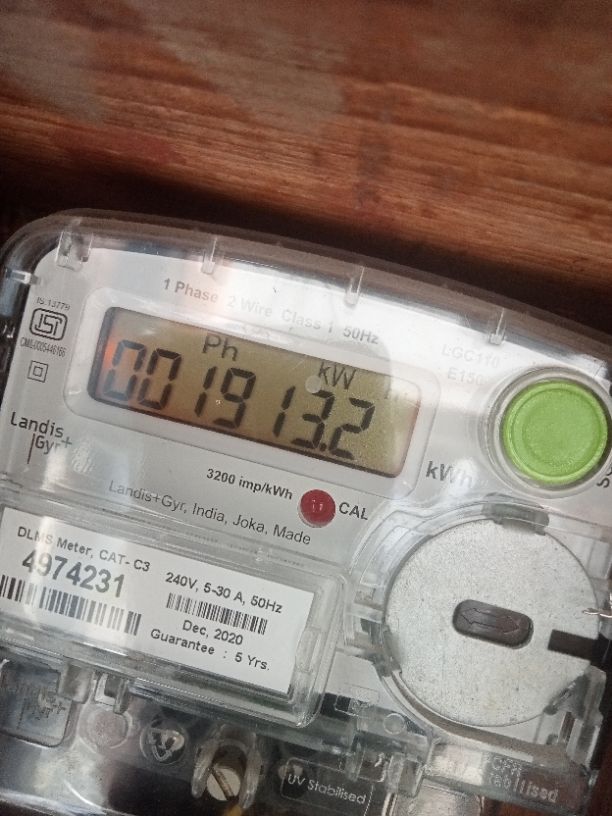 1 Phase 2 Wire Class 1 50Hz
IS:13779
ISI
LGC110
E150
Ph kW
001913.2
kWh
Landis
Gyr+
3200 imp/kWh
CAL
Landis+Gyr, India, Joka, Made
DLMS Meter, CAT- C3
4974231
240V, 5-30 A, 50Hz
Dec, 2020
Guarantee : 5 Yrs.
UV Stabilised